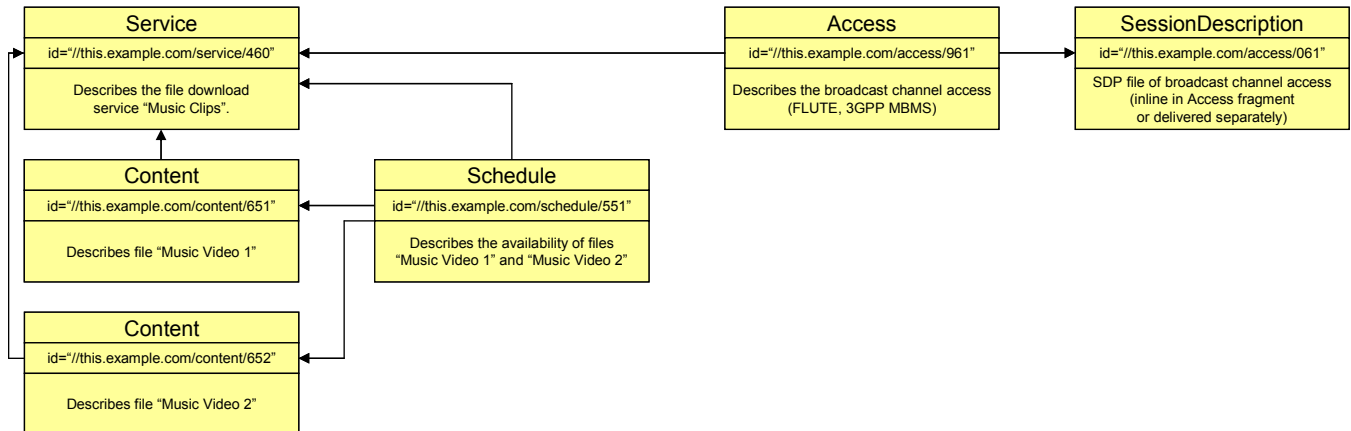 Service
id=“//this.example.com/service/460”
Describes the file download
service “Music Clips”.
Access
id=“//this.example.com/access/961”
Describes the broadcast channel access
(FLUTE, 3GPP MBMS)
SessionDescription
id=“//this.example.com/access/061”
SDP file of broadcast channel access
(inline in Access fragment
or delivered separately)
Content
id=“//this.example.com/content/651”
Describes file “Music Video 1”
Schedule
id=“//this.example.com/schedule/551”
Describes the availability of files
“Music Video 1” and “Music Video 2”
Content
id=“//this.example.com/content/652”
Describes file “Music Video 2”